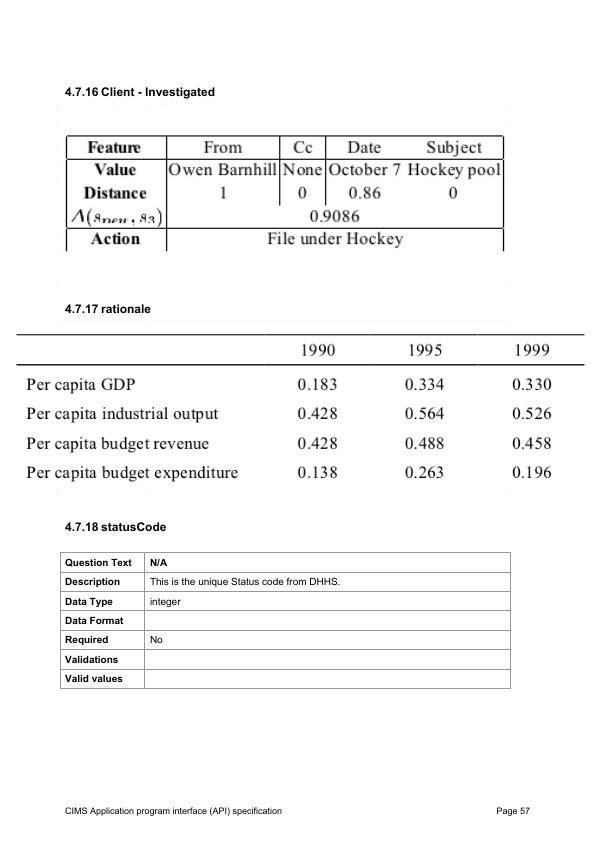 4.7.16 Client - Investigated
Feature From Cc Date Subject
Value Owen Barnhill None October 7 Hockey pool
Distance 1 0 0.86 0
0.9086
Action File under Hockey
4.7.17 rationale
1990 1995 1999
Per capita GDP 0.183 0.334 0.330
Per capita industrial output 0.428 0.564 0.526
Per capita budget revenue 0.428 0.488 0.458
Per capita budget expenditure 0.138 0.263 0.196
4.7.18 statusCode
Question Text N/A
Description This is the unique Status code from DHHS.
Data Type integer
Data Format
Required No
Validations
Valid values
CIMS Application program interface (API) specification Page 57